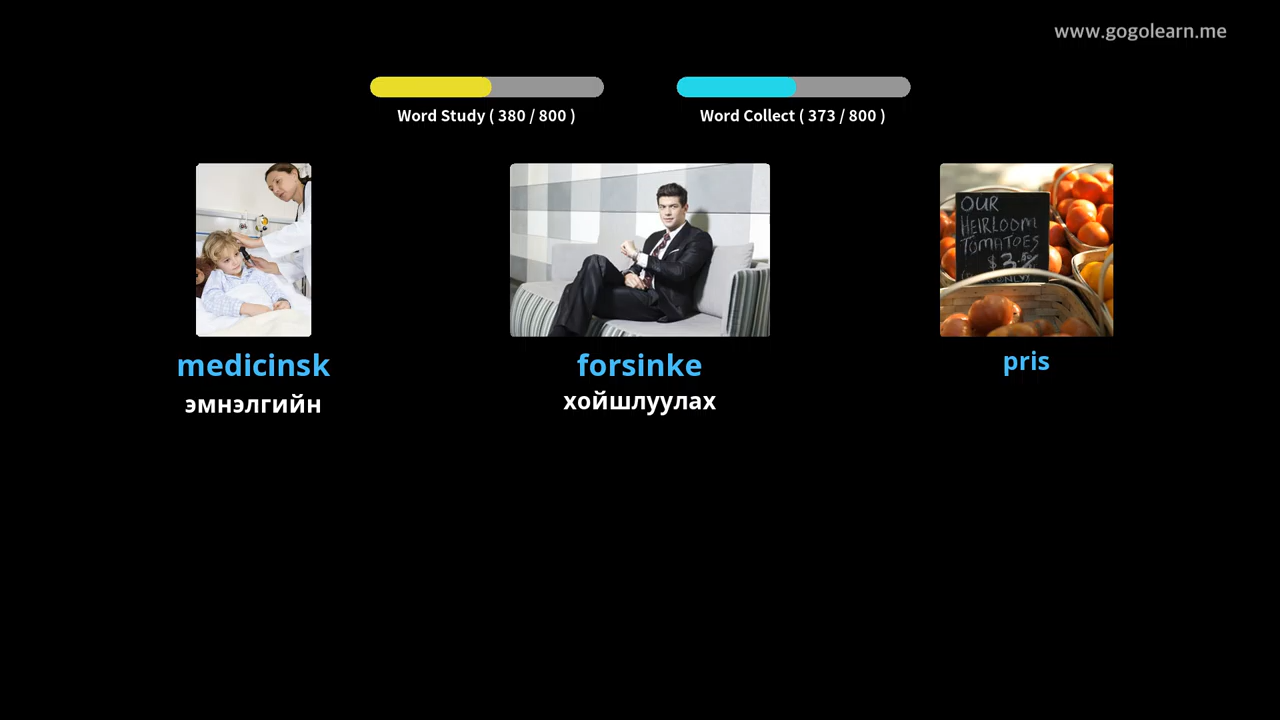 www.gogolearn.me
Word Study ( 380 / 800 )
Word Collect ( 373 / 800 )
OUR
HEIRLOOM
TOMATOES
medicinsk
forsinke
pris
эмнэлгийн
хойшлуулах